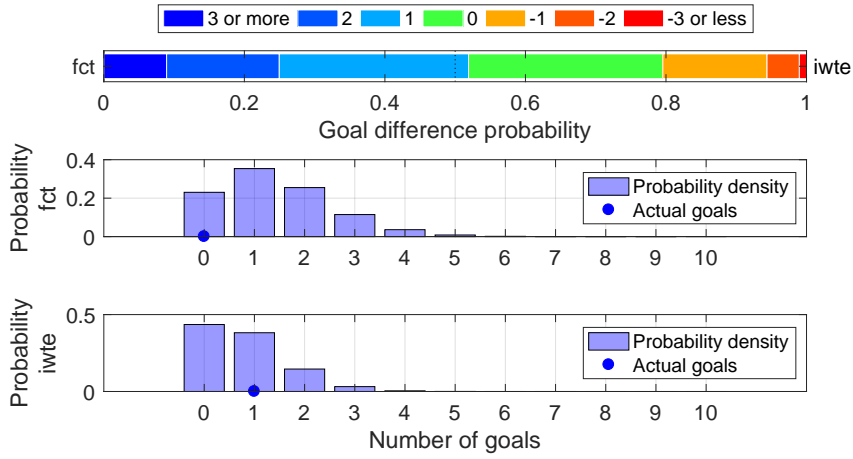 3 or more 2 1 0 -1 -2 -3 or less
fct iwte
0 0.2 0.4 0.6 0.8 1
Goal difference probability
Probability
fct
0.4
0.2
0
Probability density
Actual goals
0 1 2 3 4 5 6 7 8 9 10
Probability
iwte
0.5
0
Probability density
Actual goals
0 1 2 3 4 5 6 7 8 9 10
Number of goals